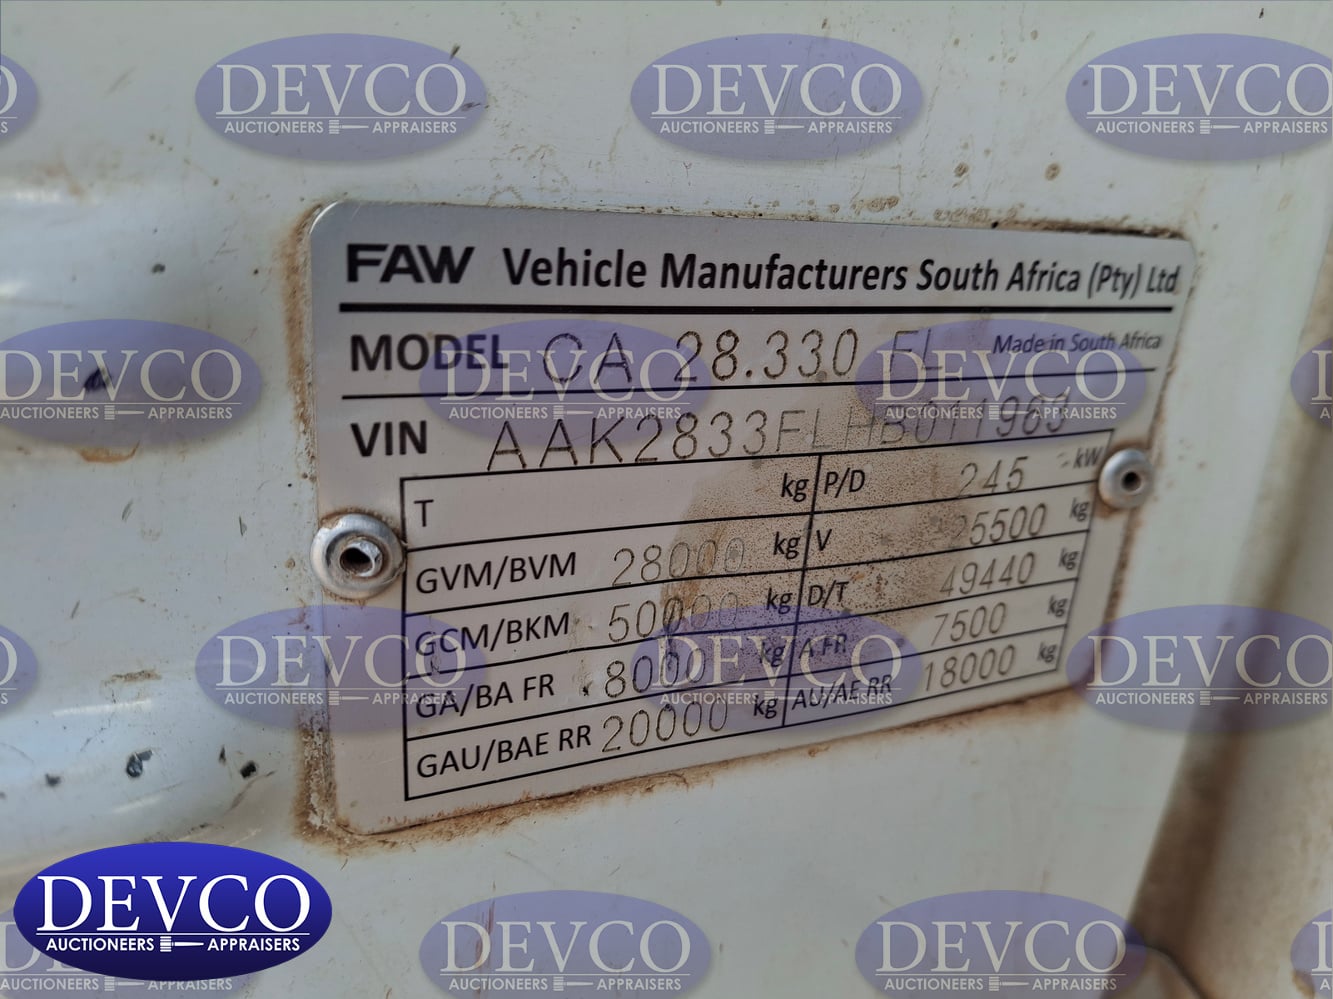 FAW Vehicle Manufacturers South Africa (Pty) Ltd
MODEL CA 28.330 FL Made in South Africa
VIN AAK2833FLHB011963
T kg P/D 245 kW
GVM/BVM 28000 kg V 25500 kg
GCM/BKM 50000 kg D/T 49440 kg
GA/BA FR 8000 kg A FR 7500 kg
GAU/BAE RR 20000 kg AU/AE RR 18000 kg
DEVCO
AUCTIONEERS APPRAISERS